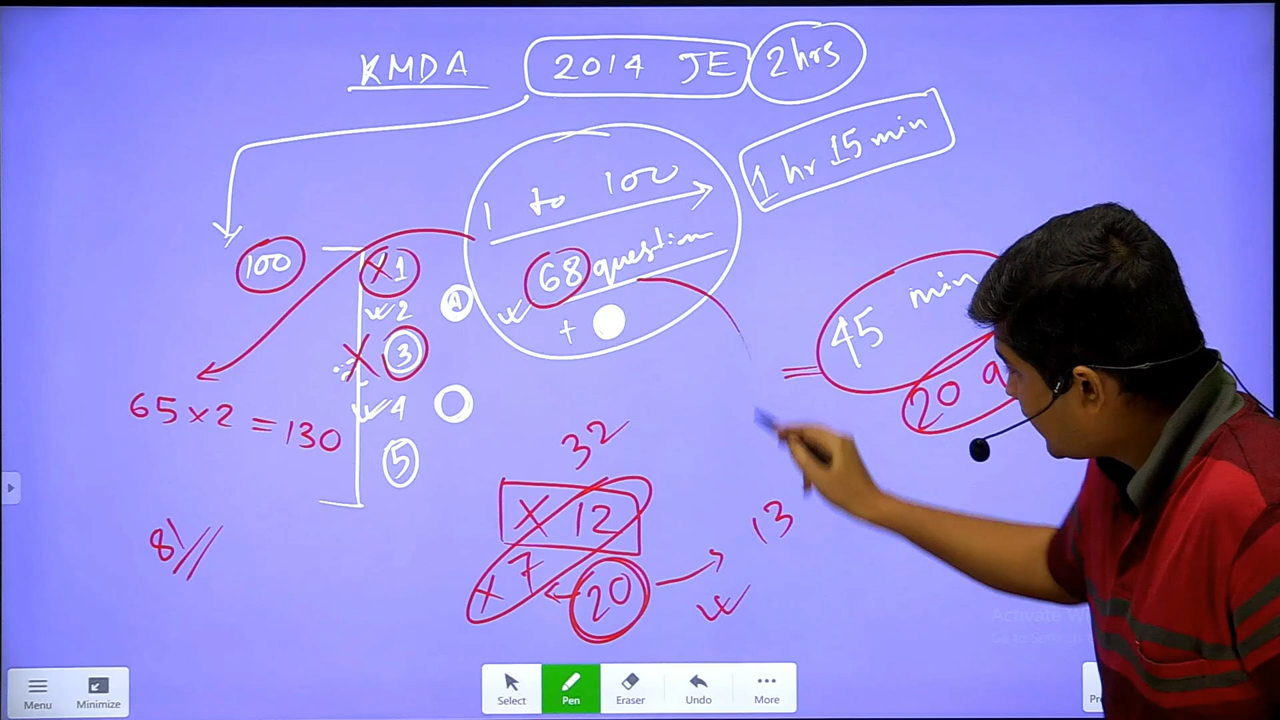 KMDA 2014 JE 2hrs
1 hr 15 min
1 to 100
68 question
+
100
X 1
2
X 3
4
5
45 min
= 20 q
65 x 2 = 130
32
X 12
X 7 20
13
8
Activate W
Menu
Minimize
Select
Pen
Eraser
Undo
More